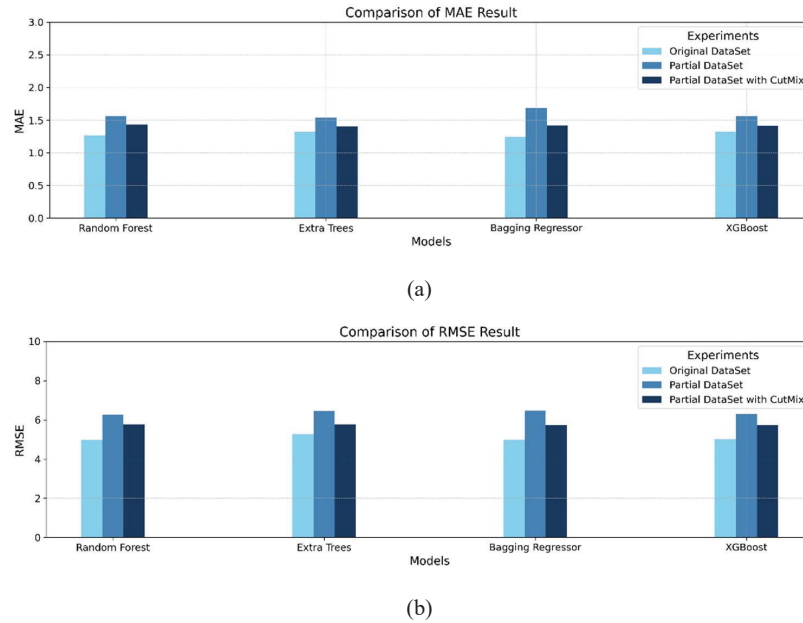 Comparison of MAE Result
3.0
2.5
2.0
1.5
1.0
0.5
0.0
MAE
Experiments
Original DataSet
Partial DataSet
Partial DataSet with CutMix
Random Forest
Extra Trees
Bagging Regressor
XGBoost
Models
(a)
Comparison of RMSE Result
10
8
6
4
2
0
RMSE
Experiments
Original DataSet
Partial DataSet
Partial DataSet with CutMix
Random Forest
Extra Trees
Bagging Regressor
XGBoost
Models
(b)